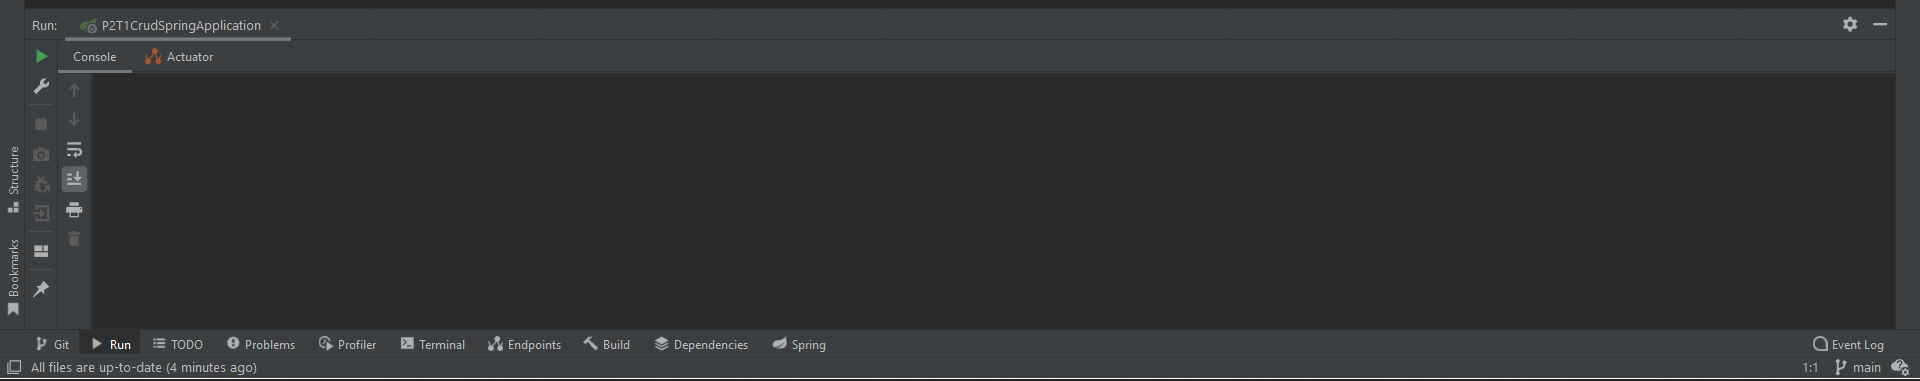 Run: P2T1CrudSpringApplication
Console Actuator
Structure
Bookmarks
Git Run TODO Problems Profiler Terminal Endpoints Build Dependencies Spring Event Log
All files are up-to-date (4 minutes ago) 1:1 main